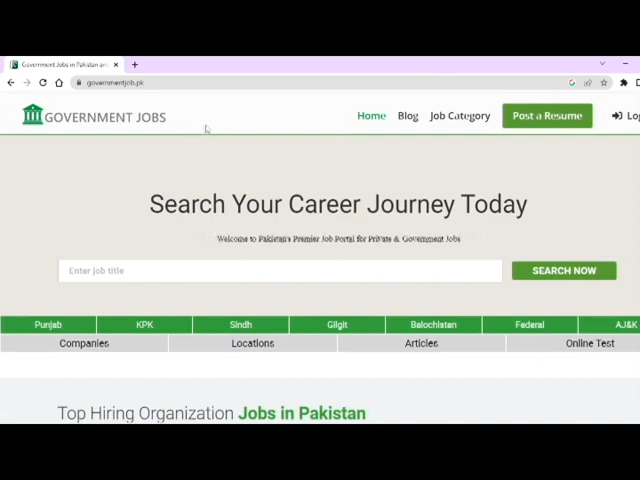 Government Jobs in Pakistan an
governmentjob.pk
GOVERNMENT JOBS
Home Blog Job Category Post a Resume Lo
Search Your Career Journey Today
Welcome to Pakistan's Premier Job Portal for Private & Government Jobs
Enter job title SEARCH NOW
Punjab KPK Sindh Gilgit Balochistan Federal AJ&K
Companies Locations Articles Online Test
Top Hiring Organization Jobs in Pakistan